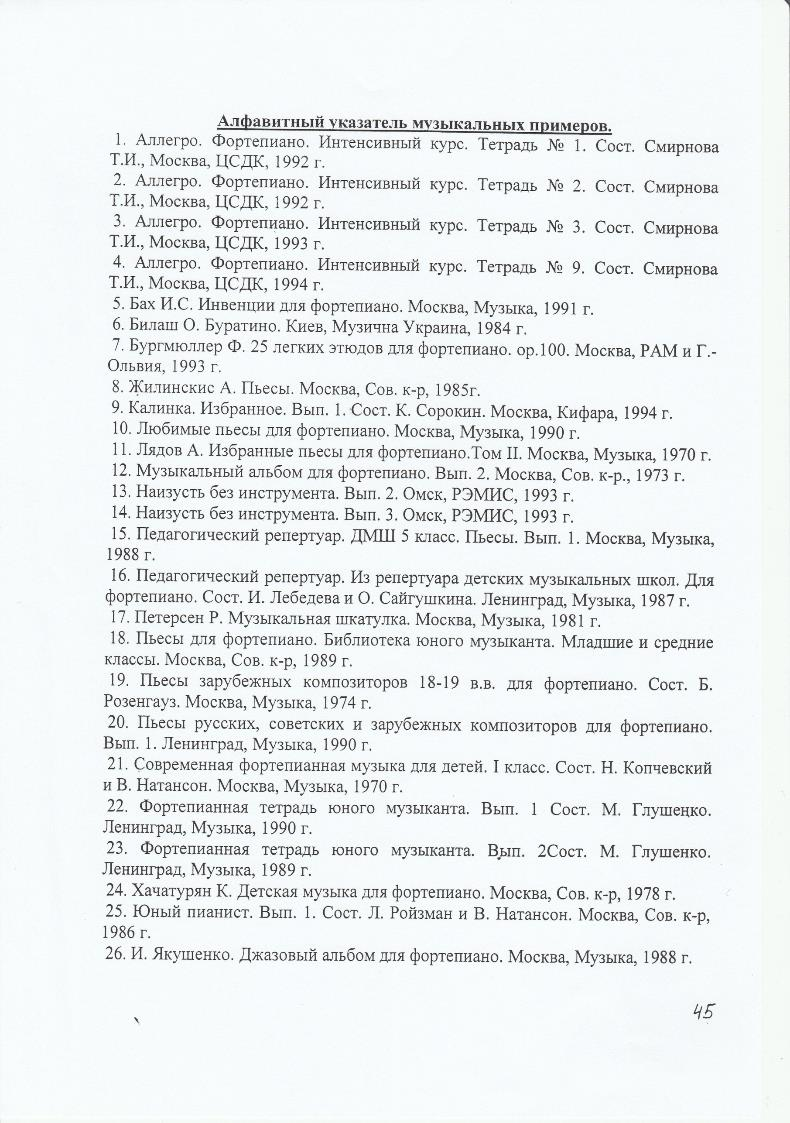 Алфавитный указатель музыкальных примеров.
1. Аллегро. Фортепиано. Интенсивный курс. Тетрадь № 1. Сост. Смирнова
Т.И., Москва, ЦСДК, 1992 г.
2. Аллегро. Фортепиано. Интенсивный курс. Тетрадь № 2. Сост. Смирнова
Т.И., Москва, ЦСДК, 1992 г.
3. Аллегро. Фортепиано. Интенсивный курс. Тетрадь № 3. Сост. Смирнова
Т.И., Москва, ЦСДК, 1993 г.
4. Аллегро. Фортепиано. Интенсивный курс. Тетрадь № 9. Сост. Смирнова
Т.И., Москва, ЦСДК, 1994 г.
5. Бах И.С. Инвенции для фортепиано. Москва, Музыка, 1991 г.
6. Билаш О. Буратино. Киев, Музична Украина, 1984 г.
7. Бургмюллер Ф. 25 легких этюдов для фортепиано. ор.100. Москва, РАМ и Г.-
Ольвия, 1993 г.
8. Жилинскис А. Пьесы. Москва, Сов. к-р, 1985г.
9. Калинка. Избранное. Вып. 1. Сост. К. Сорокин. Москва, Кифара, 1994 г.
10. Любимые пьесы для фортепиано. Москва, Музыка, 1990 г.
11. Лядов А. Избранные пьесы для фортепиано.Том II. Москва, Музыка, 1970 г.
12. Музыкальный альбом для фортепиано. Вып. 2. Москва, Сов. к-р., 1973 г.
13. Наизусть без инструмента. Вып. 2. Омск, РЭМИС, 1993 г.
14. Наизусть без инструмента. Вып. 3. Омск, РЭМИС, 1993 г.
15. Педагогический репертуар. ДМШ 5 класс. Пьесы. Вып. 1. Москва, Музыка,
1988 г.
16. Педагогический репертуар. Из репертуара детских музыкальных школ. Для
фортепиано. Сост. И. Лебедева и О. Сайгушкина. Ленинград, Музыка, 1987 г.
17. Петерсен Р. Музыкальная шкатулка. Москва, Музыка, 1981 г.
18. Пьесы для фортепиано. Библиотека юного музыканта. Младшие и средние
классы. Москва, Сов. к-р, 1989 г.
19. Пьесы зарубежных композиторов 18-19 в.в. для фортепиано. Сост. Б.
Розенгауз. Москва, Музыка, 1974 г.
20. Пьесы русских, советских и зарубежных композиторов для фортепиано.
Вып. 1. Ленинград, Музыка, 1990 г.
21. Современная фортепианная музыка для детей. I класс. Сост. Н. Копчевский
и В. Натансон. Москва, Музыка, 1970 г.
22. Фортепианная тетрадь юного музыканта. Вып. 1 Сост. М. Глушенко.
Ленинград, Музыка, 1990 г.
23. Фортепианная тетрадь юного музыканта. Вып. 2Сост. М. Глушенко.
Ленинград, Музыка, 1989 г.
24. Хачатурян К. Детская музыка для фортепиано. Москва, Сов. к-р, 1978 г.
25. Юный пианист. Вып. 1. Сост. Л. Ройзман и В. Натансон. Москва, Сов. к-р,
1986 г.
26. И. Якушенко. Джазовый альбом для фортепиано. Москва, Музыка, 1988 г.
45